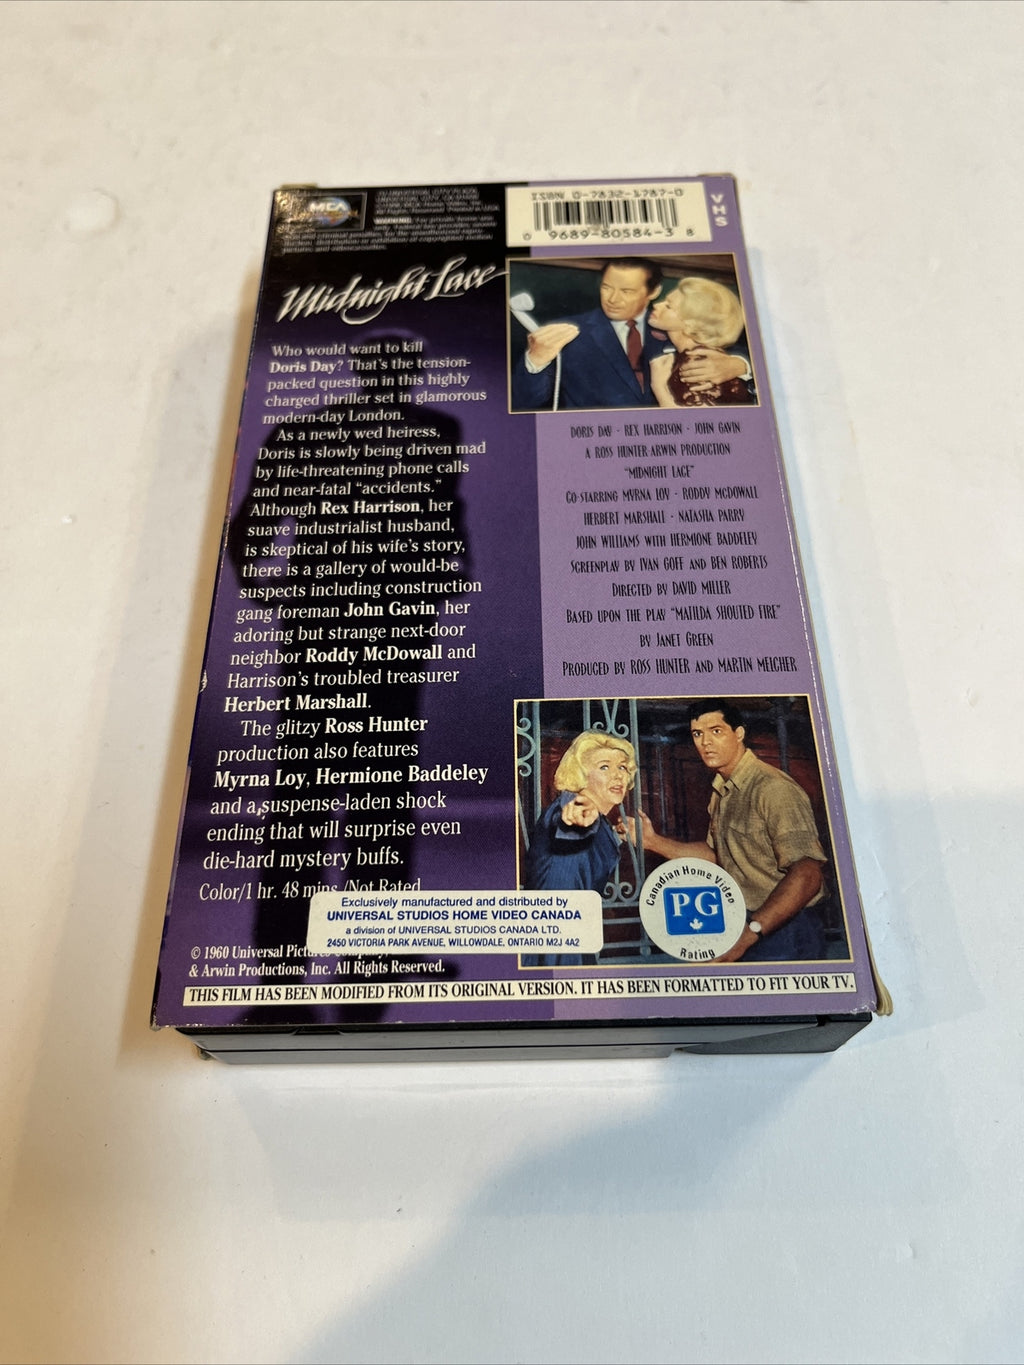 MCA
WARNING: For private home use
ISBN 0-7832-1787-0
0 9689-80584-3 8
VHS
Midnight Lace
Who would want to kill
Doris Day? That's the tension-
packed question in this highly
charged thriller set in glamorous
modern-day London.
As a newly wed heiress,
Doris is slowly being driven mad
by life-threatening phone calls
and near-fatal "accidents."
Although Rex Harrison, her
suave industrialist husband,
is skeptical of his wife's story,
there is a gallery of would-be
suspects including construction
gang foreman John Gavin, her
adoring but strange next-door
neighbor Roddy McDowall and
Harrison's troubled treasurer
Herbert Marshall.
The glitzy Ross Hunter
production also features
Myrna Loy, Hermione Baddeley
and a suspense-laden shock
ending that will surprise even
die-hard mystery buffs.
Color/1 hr. 48 mins./Not Rated
DORIS DAY · REX HARRISON · JOHN GAVIN
A ROSS HUNTER ARWIN PRODUCTION
"MIDNIGHT LACE"
CO-STARRING MYRNA LOY · RODDY McDOWALL
HERBERT MARSHALL · NATASHA PARRY
JOHN WILLIAMS WITH HERMIONE BADDELEY
SCREENPLAY BY IVAN GOFF AND BEN ROBERTS
DIRECTED BY DAVID MILLER
BASED UPON THE PLAY "MATILDA SHOUTED FIRE"
BY JANET GREEN
PRODUCED BY ROSS HUNTER AND MARTIN MELCHER
Canadian Home Video
PG
Rating
Exclusively manufactured and distributed by
UNIVERSAL STUDIOS HOME VIDEO CANADA
a division of UNIVERSAL STUDIOS CANADA LTD.
2450 VICTORIA PARK AVENUE, WILLOWDALE, ONTARIO M2J 4A2
© 1960 Universal Pictures Company,
& Arwin Productions, Inc. All Rights Reserved.
THIS FILM HAS BEEN MODIFIED FROM ITS ORIGINAL VERSION. IT HAS BEEN FORMATTED TO FIT YOUR TV.